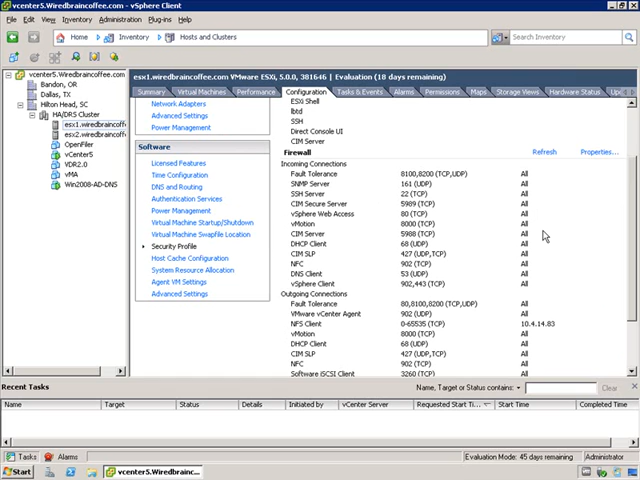 vcenter5.Wiredbraincoffee.com - vSphere Client
File Edit View Inventory Administration Plug-ins Help
Home Inventory Hosts and Clusters Search Inventory
vcenter5.Wiredbraincoffee.com
Bandon, OR
Dallas, TX
Hilton Head, SC
HA/DRS Cluster
esx1.wiredbraincoff
esx2.wiredbraincoff
OpenFiler
vCenter5
VDR2.0
vMA
Win2008-AD-DNS
esx1.wiredbraincoffee.com VMware ESXi, 5.0.0, 381646 | Evaluation (18 days remaining)
Summary Virtual Machines Performance Configuration Tasks & Events Alarms Permissions Maps Storage Views Hardware Status
Network Adapters
Advanced Settings
Power Management
Software
Licensed Features
Time Configuration
DNS and Routing
Authentication Services
Power Management
Virtual Machine Startup/Shutdown
Virtual Machine Swapfile Location
Security Profile
Host Cache Configuration
System Resource Allocation
Agent VM Settings
Advanced Settings
ESXi Shell
lbtd
SSH
Direct Console UI
CIM Server
Firewall Refresh Properties...
Incoming Connections
Fault Tolerance 8100,8200 (TCP,UDP) All
SNMP Server 161 (UDP) All
SSH Server 22 (TCP) All
CIM Secure Server 5989 (TCP) All
vSphere Web Access 80 (TCP) All
vMotion 8000 (TCP) All
CIM Server 5988 (TCP) All
DHCP Client 68 (UDP) All
CIM SLP 427 (UDP,TCP) All
NFC 902 (TCP) All
DNS Client 53 (UDP) All
vSphere Client 902,443 (TCP) All
Outgoing Connections
Fault Tolerance 80,8100,8200 (TCP,UDP) All
VMware vCenter Agent 902 (UDP) All
NFS Client 0-65535 (TCP) 10.4.14.83
vMotion 8000 (TCP) All
DHCP Client 68 (UDP) All
CIM SLP 427 (UDP,TCP) All
NFC 902 (TCP) All
Software iSCSI Client 3260 (TCP) All
Recent Tasks Name, Target or Status contains: Clear
Name Target Status Details Initiated by vCenter Server Requested Start Ti... Start Time Completed Time
Tasks Alarms Evaluation Mode: 45 days remaining Administrator
Start vcenter5.Wiredbrainc...